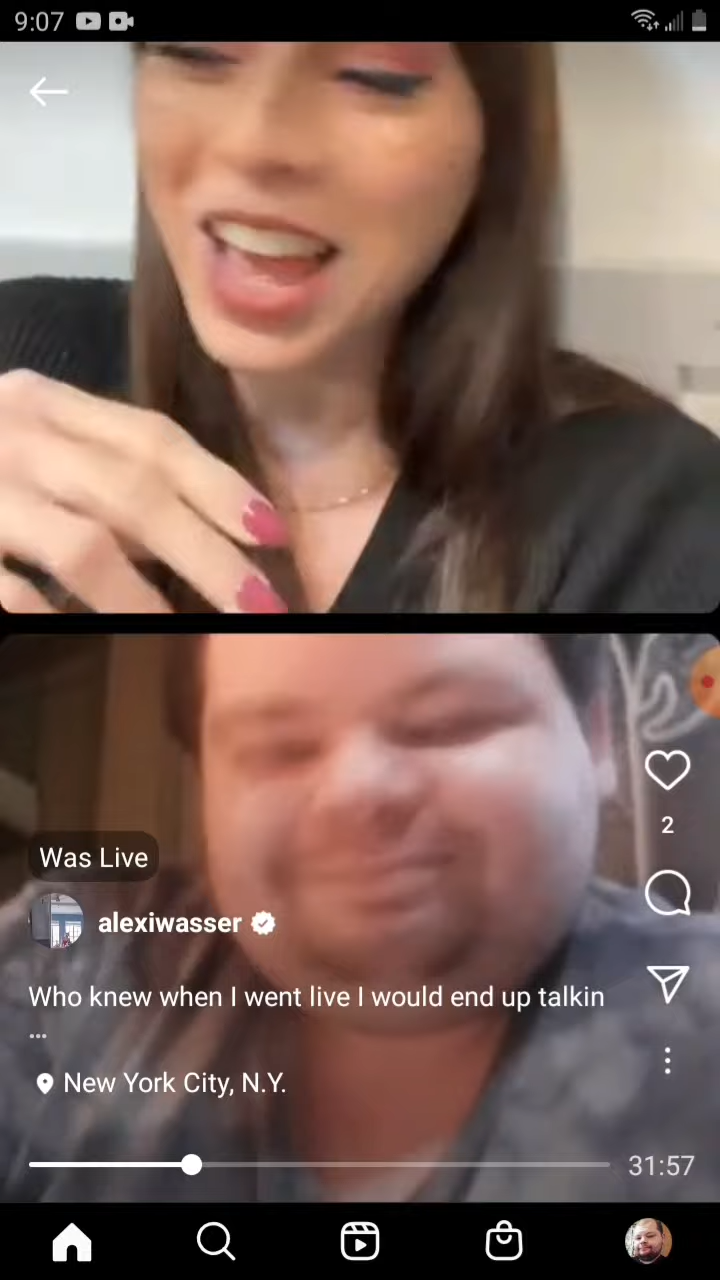 9:07
Was Live
alexiwasser
Who knew when I went live I would end up talkin
...
New York City, N.Y.
2
31:57